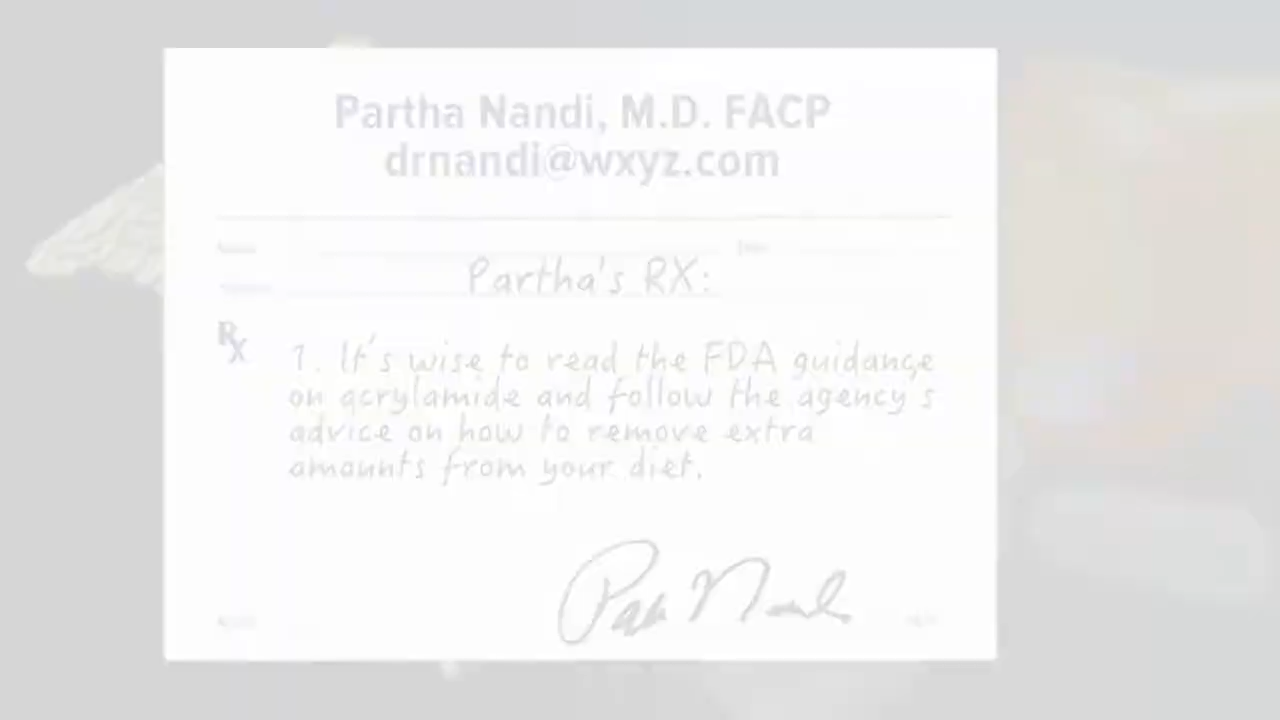 Partha Nandi, M.D. FACP
drnandi@wxyz.com
Partha's RX:
Rx
1. It's wise to read the FDA guidance
on acrylamide and follow the agency's
advice on how to remove extra
amounts from your diet.